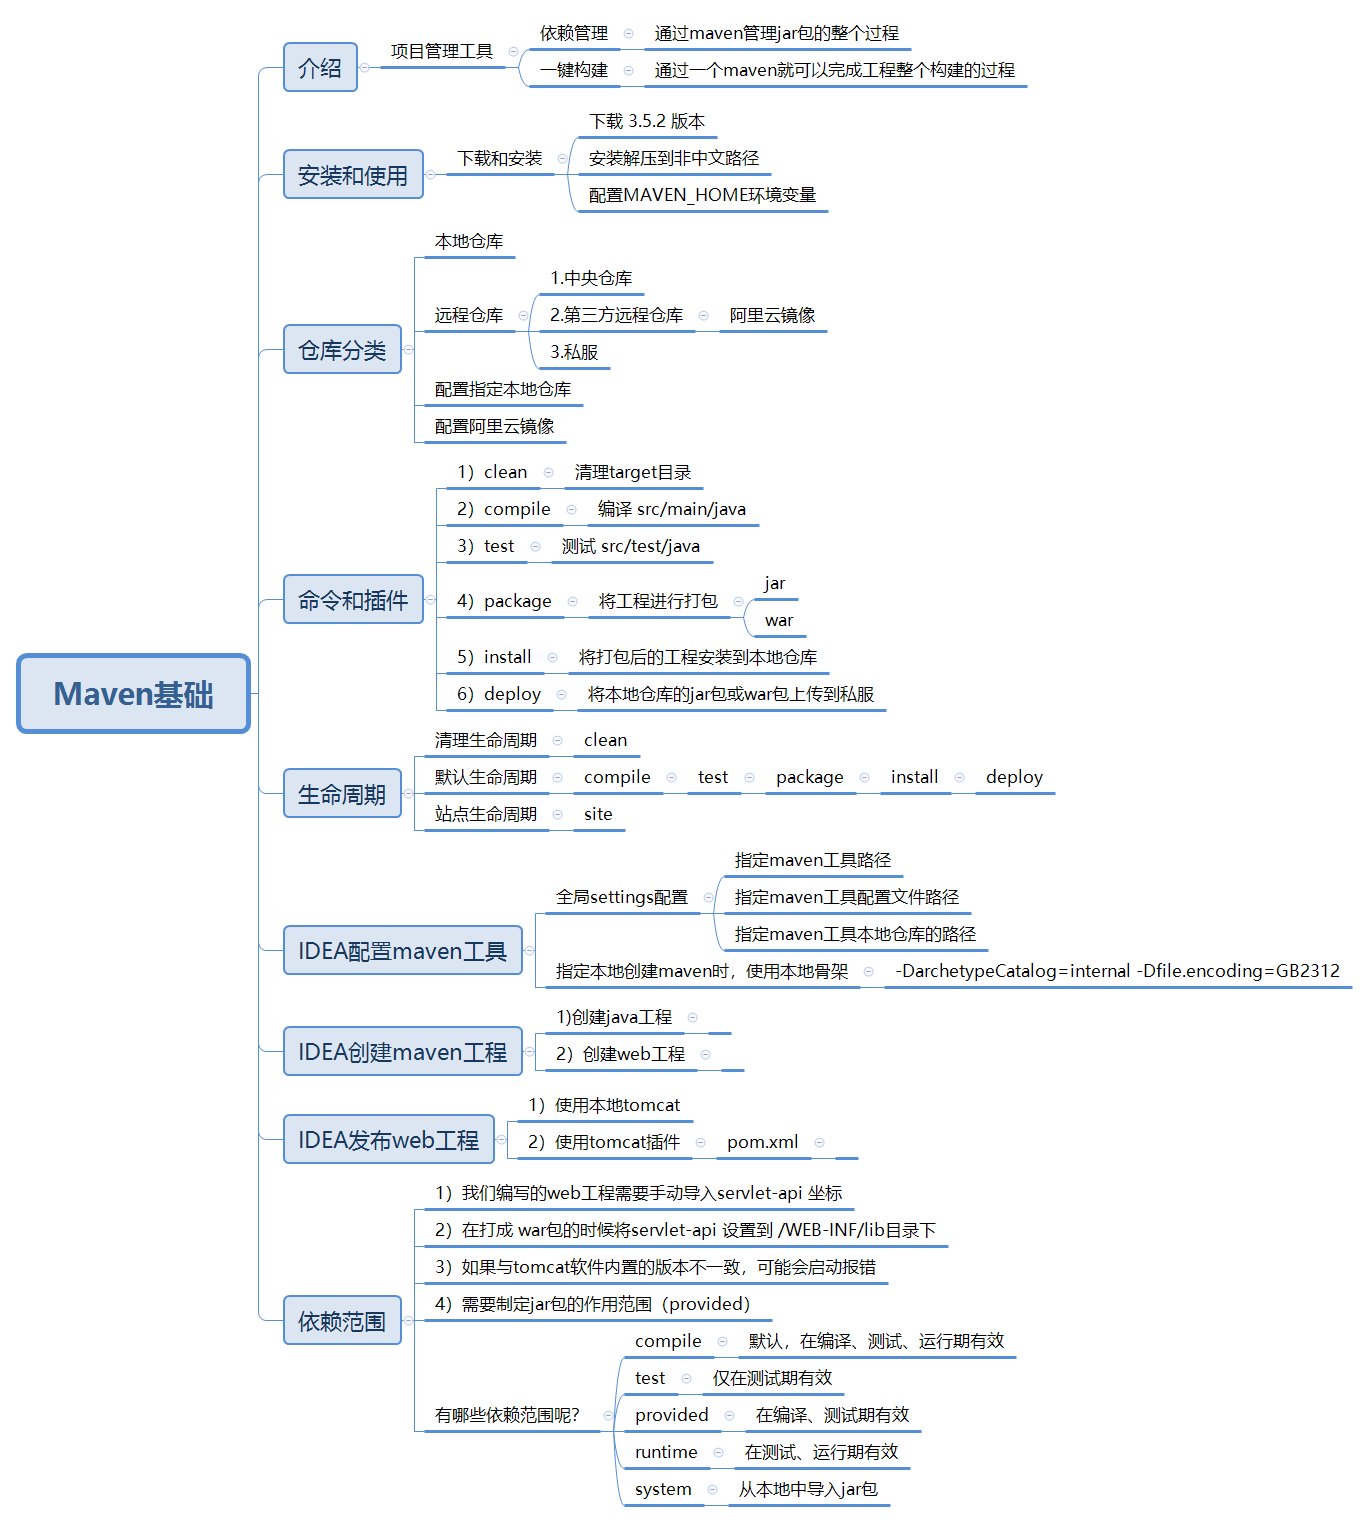 Maven基础
介绍
项目管理工具
依赖管理
通过maven管理jar包的整个过程
一键构建
通过一个maven就可以完成工程整个构建的过程
安装和使用
下载和安装
下载 3.5.2 版本
安装解压到非中文路径
配置MAVEN_HOME环境变量
仓库分类
本地仓库
远程仓库
1.中央仓库
2.第三方远程仓库
阿里云镜像
3.私服
配置指定本地仓库
配置阿里云镜像
命令和插件
1）clean
清理target目录
2）compile
编译 src/main/java
3）test
测试 src/test/java
4）package
将工程进行打包
jar
war
5）install
将打包后的工程安装到本地仓库
6）deploy
将本地仓库的jar包或war包上传到私服
生命周期
清理生命周期
clean
默认生命周期
compile
test
package
install
deploy
站点生命周期
site
IDEA配置maven工具
全局settings配置
指定maven工具路径
指定maven工具配置文件路径
指定maven工具本地仓库的路径
指定本地创建maven时，使用本地骨架
-DarchetypeCatalog=internal -Dfile.encoding=GB2312
IDEA创建maven工程
1)创建java工程
2）创建web工程
IDEA发布web工程
1）使用本地tomcat
2）使用tomcat插件
pom.xml
依赖范围
1）我们编写的web工程需要手动导入servlet-api 坐标
2）在打成 war包的时候将servlet-api 设置到 /WEB-INF/lib目录下
3）如果与tomcat软件内置的版本不一致，可能会启动报错
4）需要制定jar包的作用范围（provided）
有哪些依赖范围呢？
compile
默认，在编译、测试、运行期有效
test
仅在测试期有效
provided
在编译、测试期有效
runtime
在测试、运行期有效
system
从本地中导入jar包